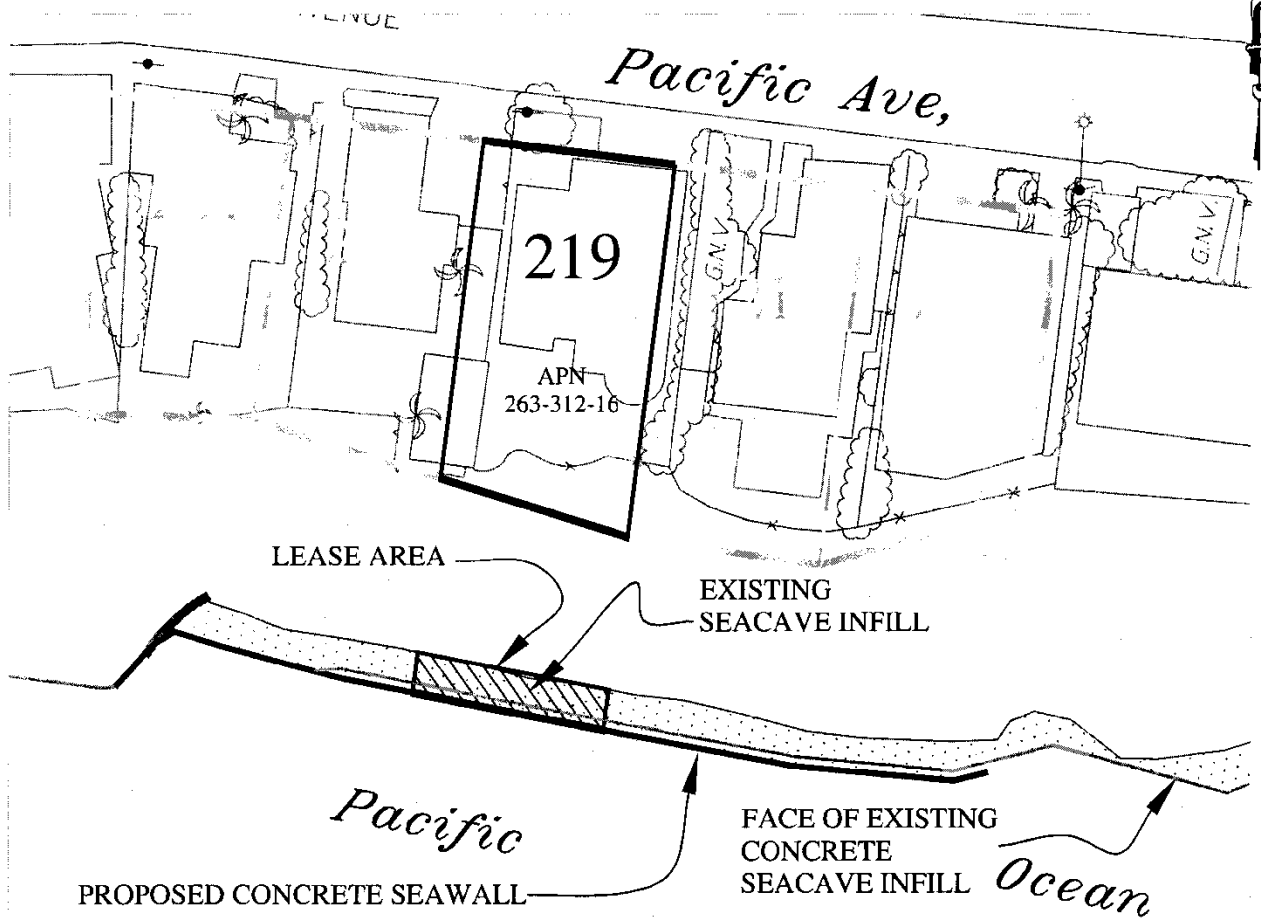 Pacific Ave,
219
G.N.V.
G.N.V.
APN
263-312-16
LEASE AREA
EXISTING
SEACAVE INFILL
Pacific
FACE OF EXISTING
CONCRETE
SEACAVE INFILL
Ocean
PROPOSED CONCRETE SEAWALL